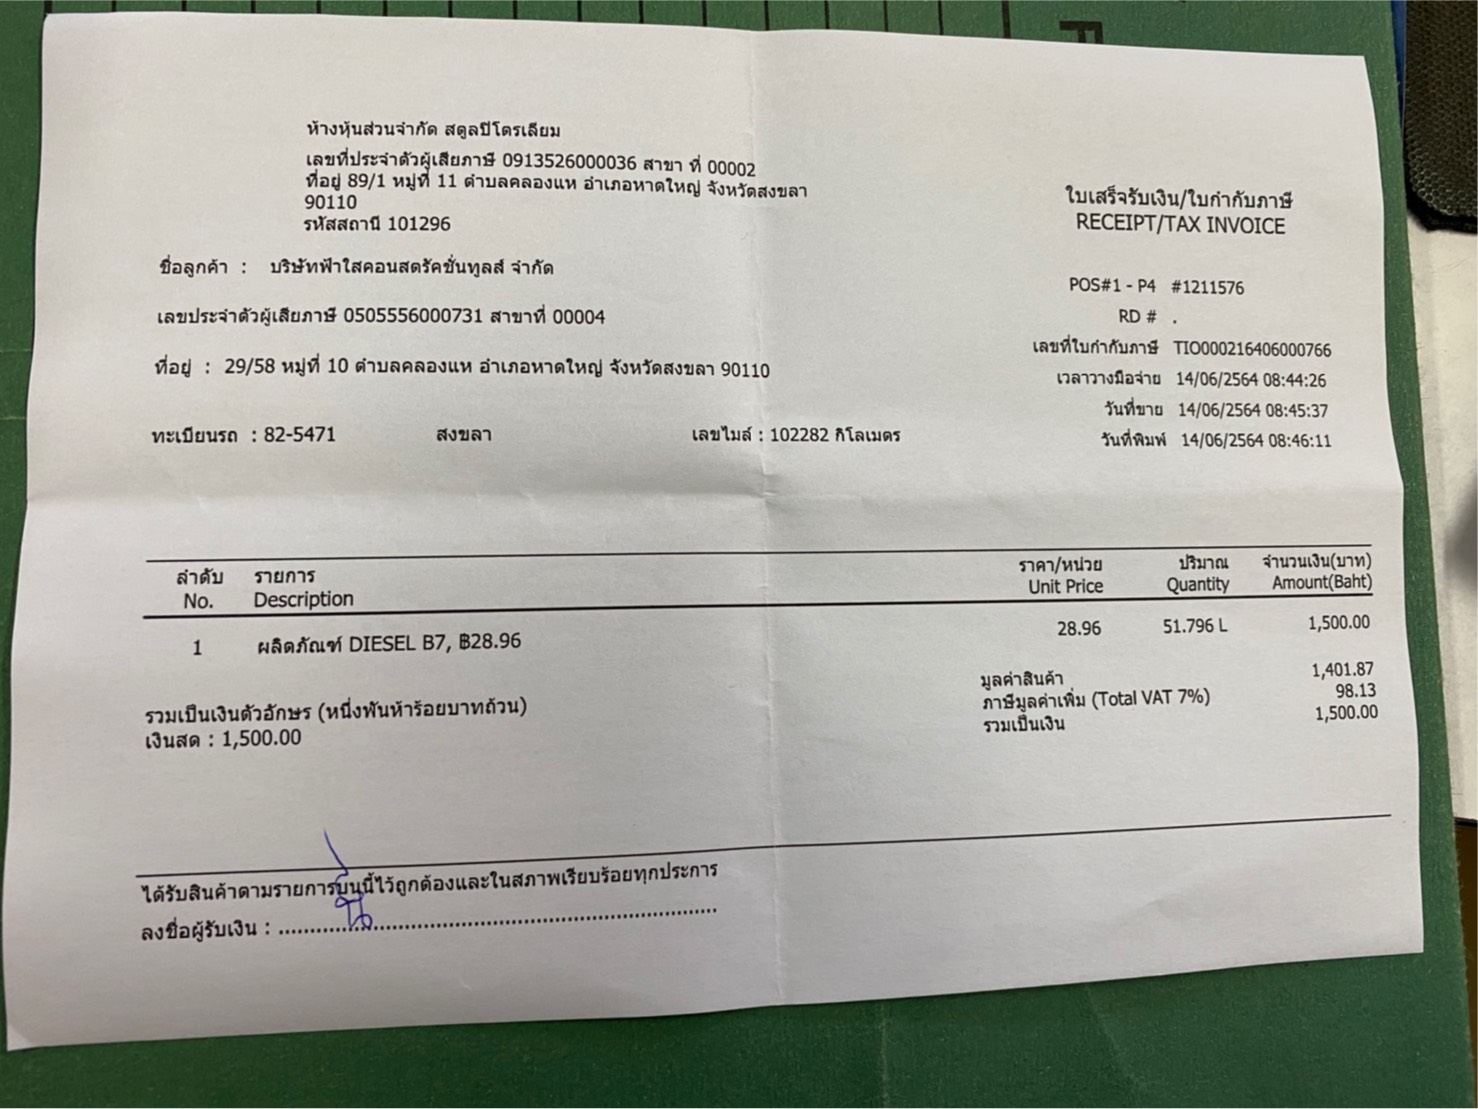 ห้างหุ้นส่วนจำกัด สตูลปิโตรเลียม
เลขที่ประจำตัวผู้เสียภาษี 0913526000036 สาขา ที่ 00002
ที่อยู่ 89/1 หมู่ที่ 11 ตำบลคลองแห อำเภอหาดใหญ่ จังหวัดสงขลา
90110
รหัสสถานี 101296
ใบเสร็จรับเงิน/ใบกำกับภาษี
RECEIPT/TAX INVOICE
ชื่อลูกค้า : บริษัทฟ้าใสคอนสตรัคชั่นทูลส์ จำกัด
POS#1 - P4 #1211576
เลขประจำตัวผู้เสียภาษี 0505556000731 สาขาที่ 00004
RD # .
เลขที่ใบกำกับภาษี TIO000216406000766
ที่อยู่ : 29/58 หมู่ที่ 10 ตำบลคลองแห อำเภอหาดใหญ่ จังหวัดสงขลา 90110
เวลาวางมือจ่าย 14/06/2564 08:44:26
วันที่ขาย 14/06/2564 08:45:37
ทะเบียนรถ : 82-5471 สงขลา เลขไมล์ : 102282 กิโลเมตร
วันที่พิมพ์ 14/06/2564 08:46:11
ลำดับ รายการ ราคา/หน่วย ปริมาณ จำนวนเงิน(บาท)
No. Description Unit Price Quantity Amount(Baht)
1 ผลิตภัณฑ์ DIESEL B7, ฿28.96 28.96 51.796 L 1,500.00
มูลค่าสินค้า 1,401.87
ภาษีมูลค่าเพิ่ม (Total VAT 7%) 98.13
รวมเป็นเงิน 1,500.00
รวมเป็นเงินตัวอักษร (หนึ่งพันห้าร้อยบาทถ้วน)
เงินสด : 1,500.00
ได้รับสินค้าตามรายการบนนี้ไว้ถูกต้องและในสภาพเรียบร้อยทุกประการ
ลงชื่อผู้รับเงิน : ......................................................................